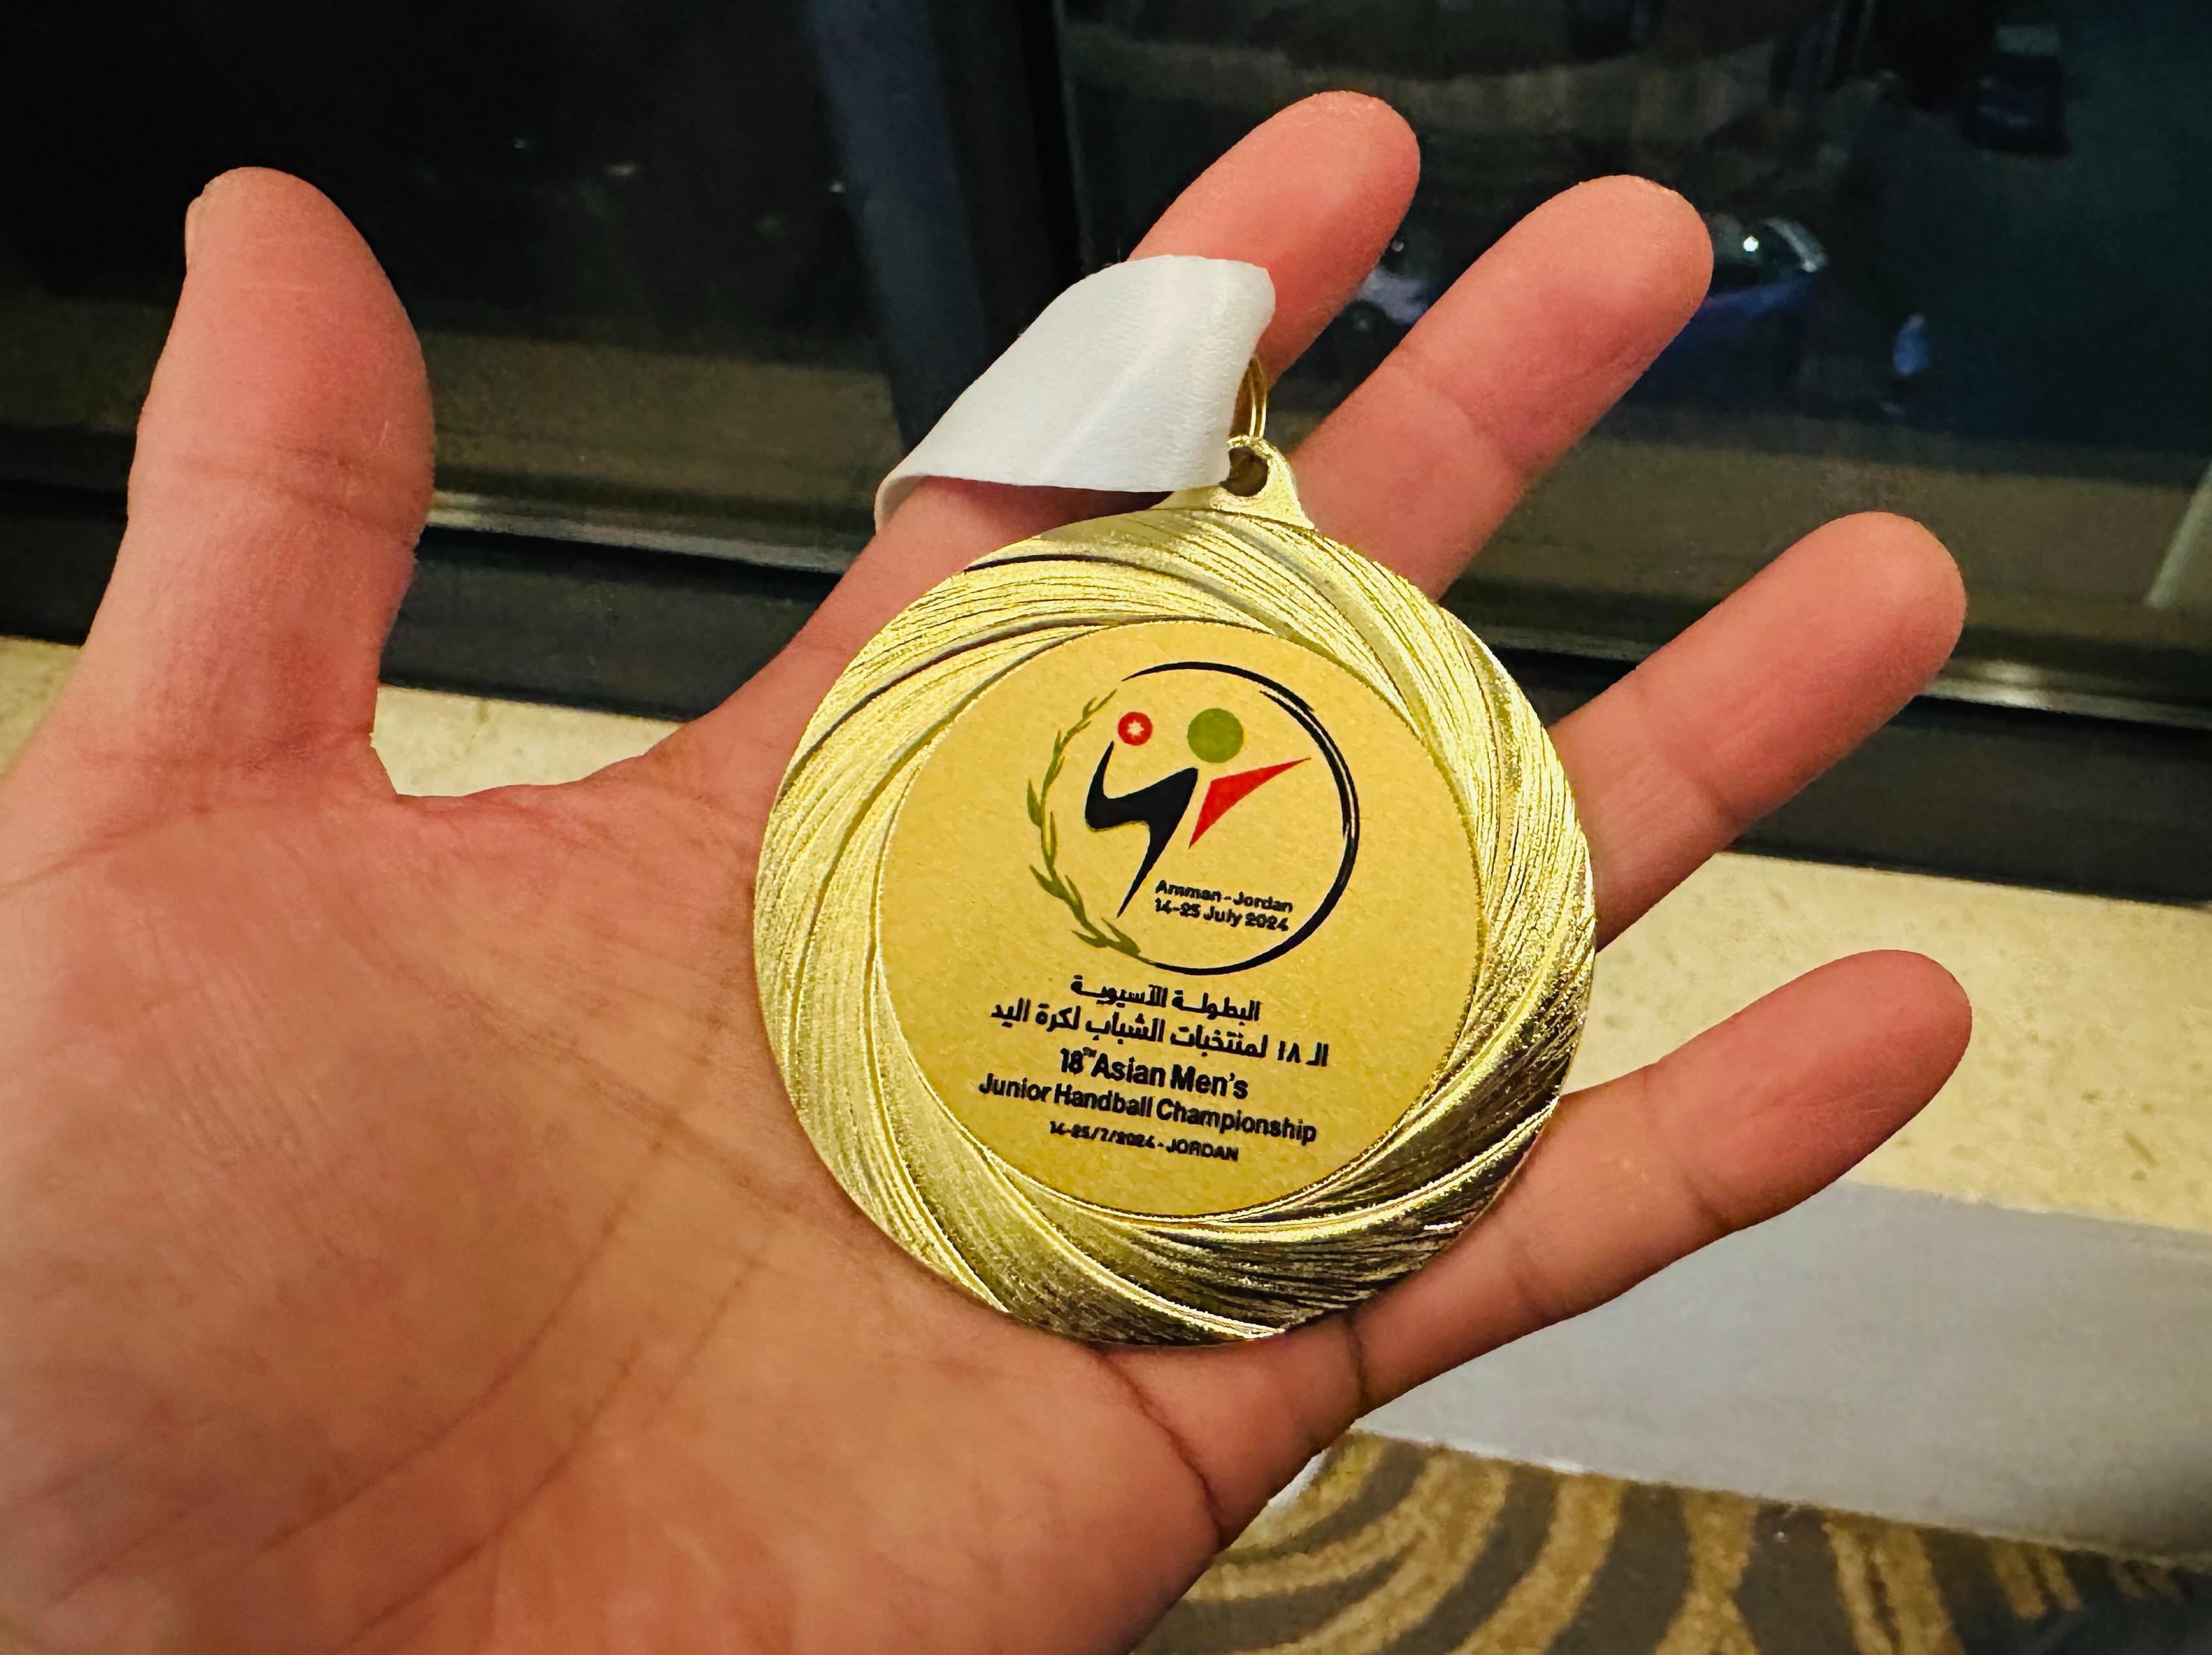 Amman - Jordan
14-25 July 2024
البطولة الآسيوية
الـ ١٨ لمنتخبات الشباب لكرة اليد
18TH Asian Men's
Junior Handball Championship
14-25/7/2024 - JORDAN